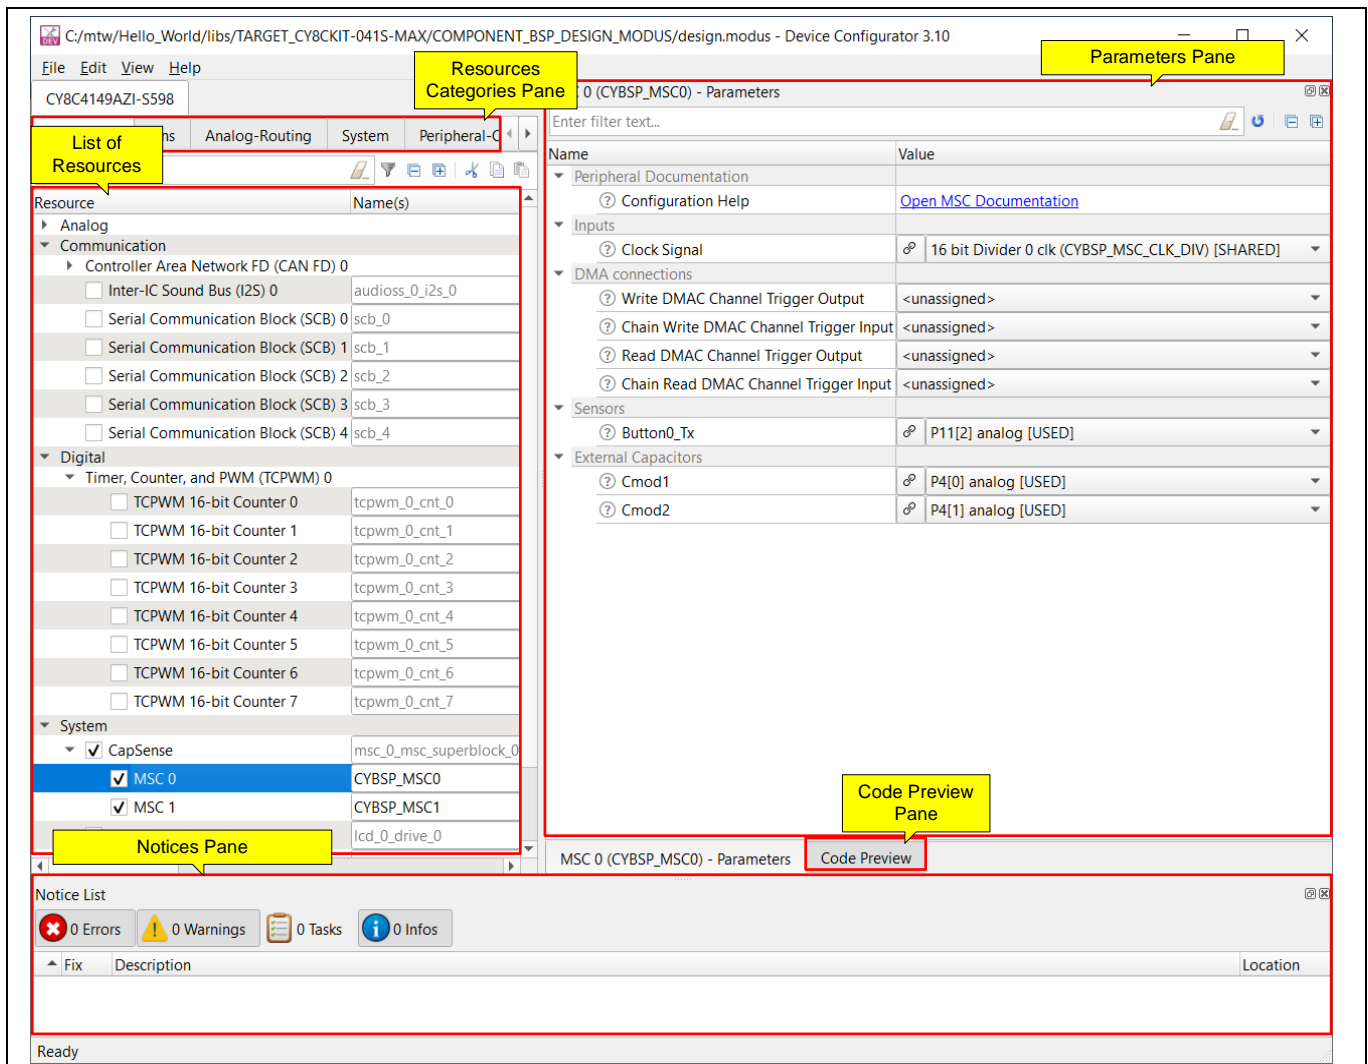 C:/mtw/Hello_World/libs/TARGET_CY8CKIT-041S-MAX/COMPONENT_BSP_DESIGN_MODUS/design.modus - Device Configurator 3.10
File Edit View Help
Resources Categories Pane
Parameters Pane
CY8C4149AZI-S598
0 (CYBSP_MSC0) - Parameters
List of Resources
Analog-Routing System
Enter filter text...
Name Value
Peripheral Documentation
Configuration Help Open MSC Documentation
Inputs
Clock Signal 16 bit Divider 0 clk (CYBSP_MSC_CLK_DIV) [SHARED]
DMA connections
Write DMAC Channel Trigger Output <unassigned>
Chain Write DMAC Channel Trigger Input <unassigned>
Read DMAC Channel Trigger Output <unassigned>
Chain Read DMAC Channel Trigger Input <unassigned>
Sensors
Button0_Tx P11[2] analog [USED]
External Capacitors
Cmod1 P4[0] analog [USED]
Cmod2 P4[1] analog [USED]
Resource Name(s)
Analog
Communication
Controller Area Network FD (CAN FD) 0
Inter-IC Sound Bus (I2S) 0 audioss_0_i2s_0
Serial Communication Block (SCB) 0 scb_0
Serial Communication Block (SCB) 1 scb_1
Serial Communication Block (SCB) 2 scb_2
Serial Communication Block (SCB) 3 scb_3
Serial Communication Block (SCB) 4 scb_4
Digital
Timer, Counter, and PWM (TCPWM) 0
TCPWM 16-bit Counter 0 tcpwm_0_cnt_0
TCPWM 16-bit Counter 1 tcpwm_0_cnt_1
TCPWM 16-bit Counter 2 tcpwm_0_cnt_2
TCPWM 16-bit Counter 3 tcpwm_0_cnt_3
TCPWM 16-bit Counter 4 tcpwm_0_cnt_4
TCPWM 16-bit Counter 5 tcpwm_0_cnt_5
TCPWM 16-bit Counter 6 tcpwm_0_cnt_6
TCPWM 16-bit Counter 7 tcpwm_0_cnt_7
System
CapSense msc_0_msc_superblock_0
MSC 0 CYBSP_MSC0
MSC 1 CYBSP_MSC1
lcd_0_drive_0
Code Preview Pane
Notices Pane
MSC 0 (CYBSP_MSC0) - Parameters Code Preview
Notice List
0 Errors 0 Warnings 0 Tasks 0 Infos
Fix Description Location
Ready